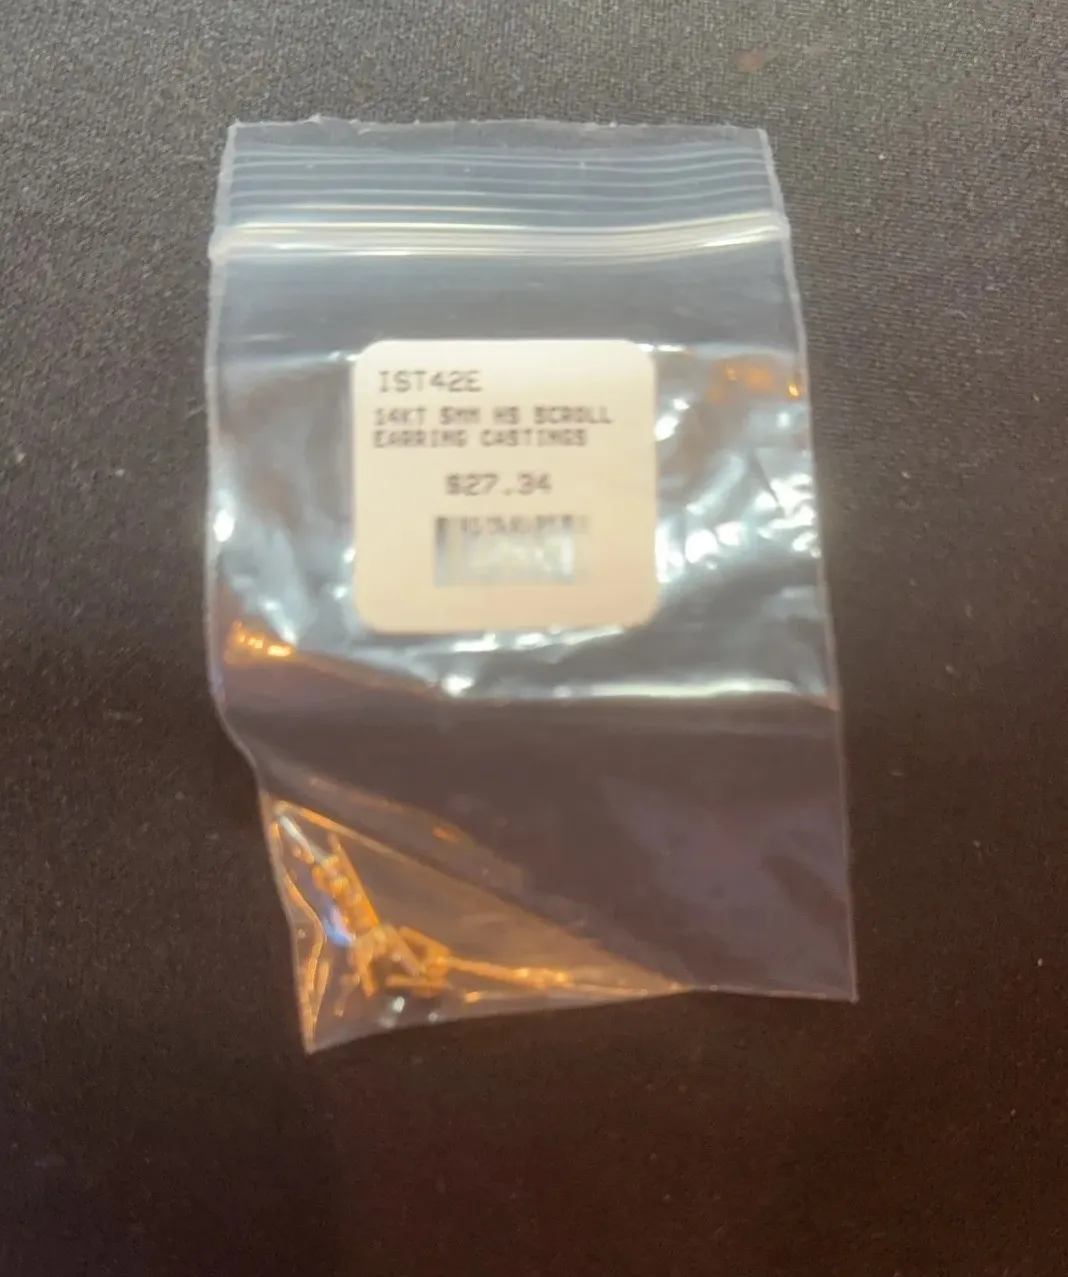 IST42E
14KT 5MM HS SCROLL
EARRING CASTINGS
$27.34